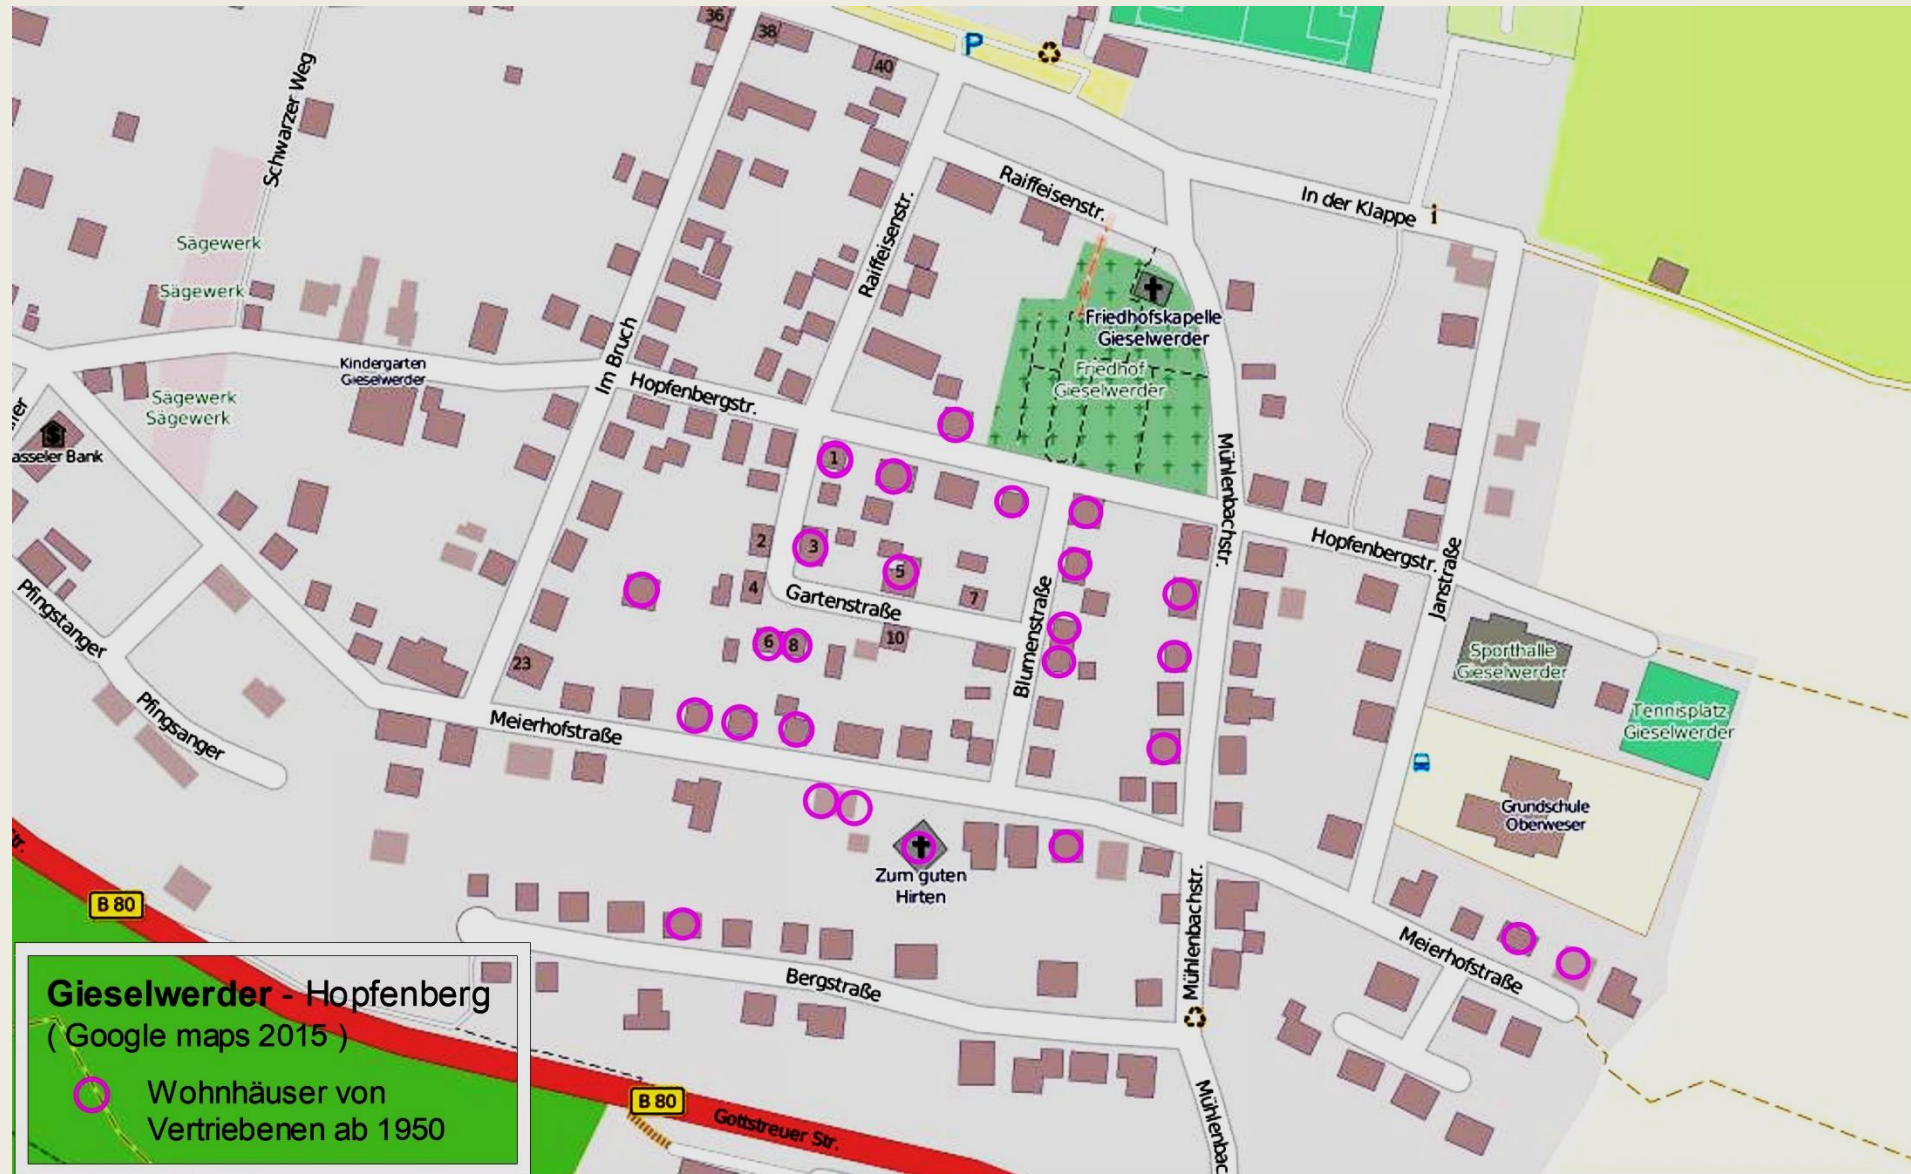 36
38
40
P
Schwarzer Weg
Raiffeisenstr.
In der Klappe
i
Sägewerk
Sägewerk
Raiffeisenstr.
Friedhofskapelle
Gieselwerder
Friedhof
Gieselwerder
Kindergarten
Gieselwerder
Im Bruch
Hopfenbergstr.
Sägewerk
Sägewerk
asseler Bank
1
Mühlenbachstr.
2
3
5
Hopfenbergstr.
Janstraße
4
7
Gartenstraße
Blumenstraße
6
8
10
23
Pfingstanger
Pfingsanger
Meierhofstraße
Sporthalle
Gieselwerder
Tennisplatz
Gieselwerder
Grundschule
Oberweser
Zum guten
Hirten
B 80
Mühlenbachstr.
Meierhofstraße
Bergstraße
Gieselwerder - Hopfenberg
( Google maps 2015 )
Wohnhäuser von
Vertriebenen ab 1950
B 80
Gottstreuer Str.
Mühlenbac